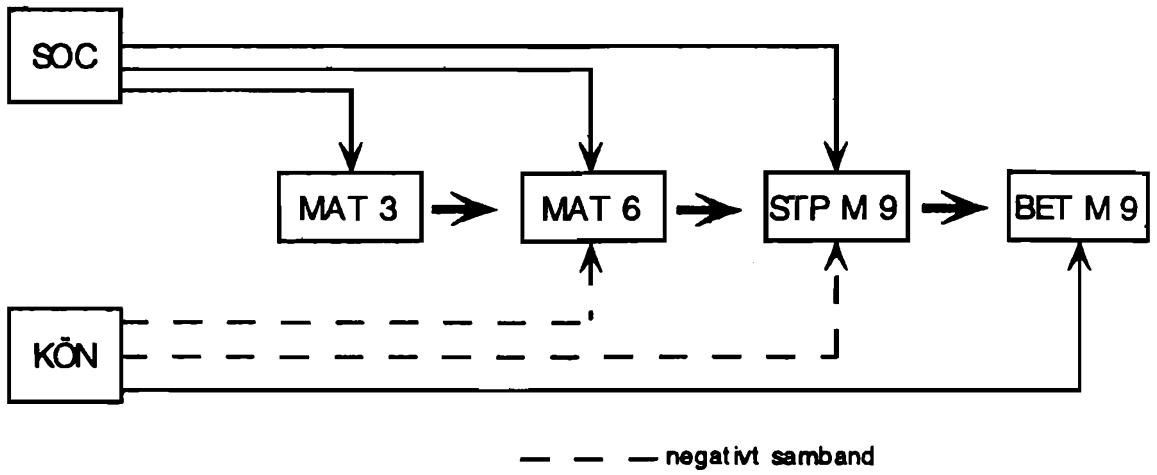 SOC
MAT 3
MAT 6
STP M 9
BET M 9
KÖN
negativt samband